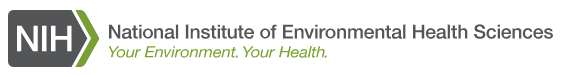 NIH National Institute of Environmental Health Sciences
Your Environment. Your Health.